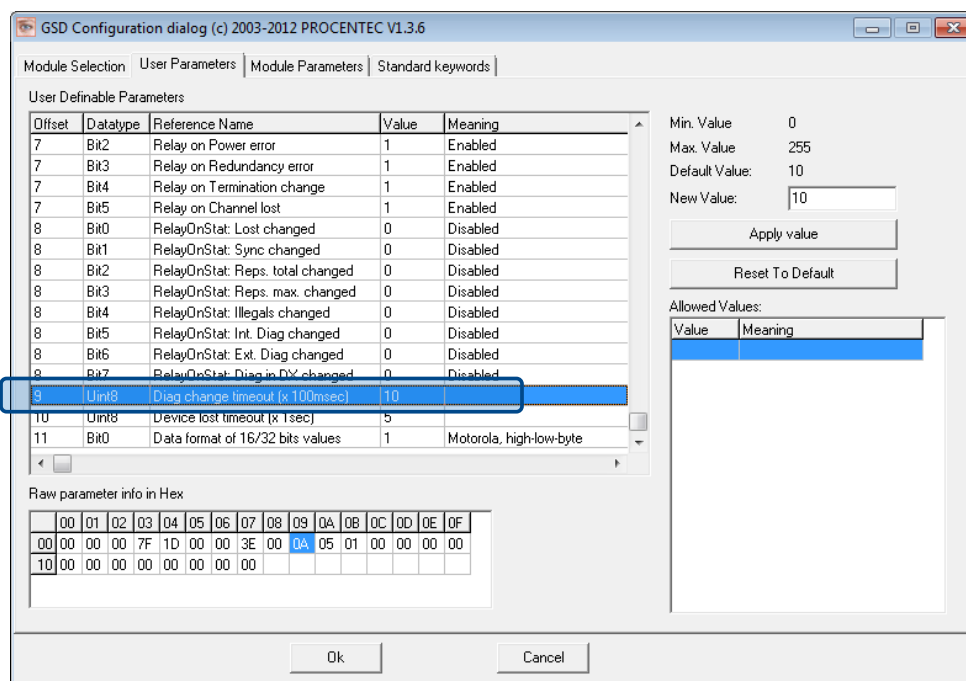 GSD Configuration dialog (c) 2003-2012 PROCENTEC V1.3.6
Module Selection User Parameters Module Parameters Standard keywords
User Definable Parameters
Offset Datatype Reference Name Value Meaning
7 Bit2 Relay on Power error 1 Enabled
7 Bit3 Relay on Redundancy error 1 Enabled
7 Bit4 Relay on Termination change 1 Enabled
7 Bit5 Relay on Channel lost 1 Enabled
8 Bit0 RelayOnStat: Lost changed 0 Disabled
8 Bit1 RelayOnStat: Sync changed 0 Disabled
8 Bit2 RelayOnStat: Reps. total changed 0 Disabled
8 Bit3 RelayOnStat: Reps. max. changed 0 Disabled
8 Bit4 RelayOnStat: Illegals changed 0 Disabled
8 Bit5 RelayOnStat: Int. Diag changed 0 Disabled
8 Bit6 RelayOnStat: Ext. Diag changed 0 Disabled
8 Bit7 RelayOnStat: Diag in DX changed 0 Disabled
9 Uint8 Diag change timeout (x 100msec) 10
10 Uint8 Device lost timeout (x 1sec) 5
11 Bit0 Data format of 16/32 bits values 1 Motorola, high-low-byte
Min. Value 0
Max. Value 255
Default Value: 10
New Value: 10
Apply value
Reset To Default
Allowed Values:
Value Meaning
Raw parameter info in Hex
00 01 02 03 04 05 06 07 08 09 0A 0B 0C 0D 0E 0F
00 00 00 00 7F 1D 00 00 3E 00 0A 05 01 00 00 00 00
10 00 00 00 00 00 00 00 00
Ok Cancel